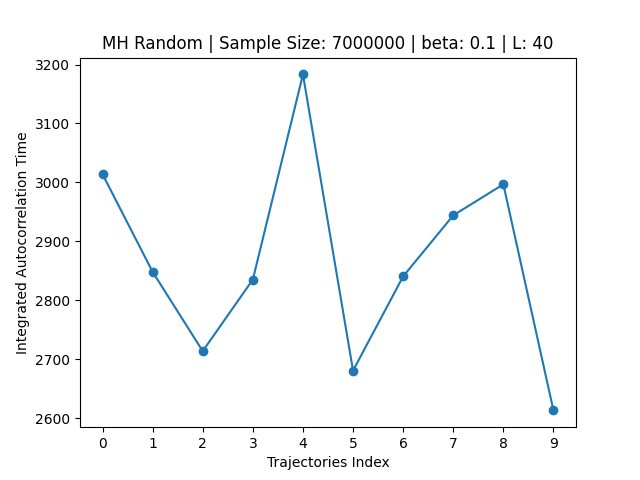 MH Random | Sample Size: 7000000 | beta: 0.1 | L: 40
3200
3100
3000
2900
2800
2700
2600
Integrated Autocorrelation Time
0 1 2 3 4 5 6 7 8 9
Trajectories Index